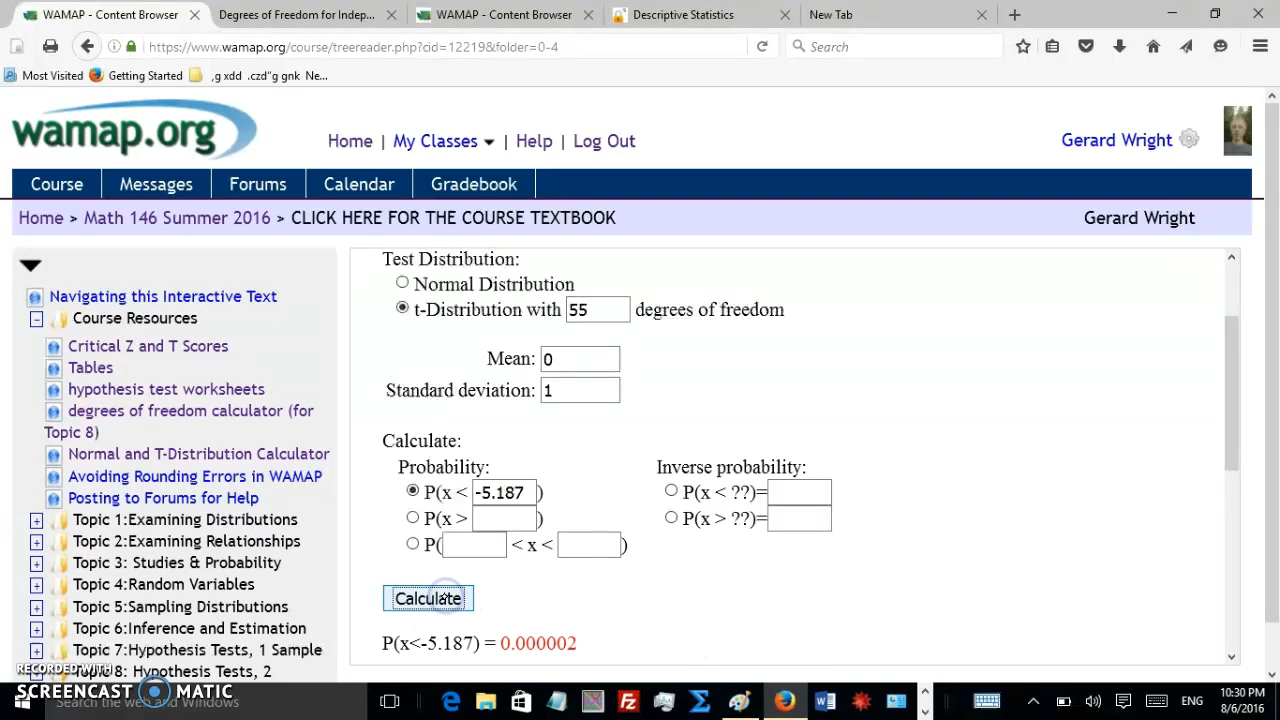 WAMAP - Content Browser
Degrees of Freedom for Indep...
WAMAP - Content Browser
Descriptive Statistics
New Tab
https://www.wamap.org/course/treereader.php?cid=12219&folder=0-4
Search
Most Visited
Getting Started
,g xdd .czd"g gnk Ne...
wamap.org
Home | My Classes | Help | Log Out
Gerard Wright
Course
Messages
Forums
Calendar
Gradebook
Home > Math 146 Summer 2016 > CLICK HERE FOR THE COURSE TEXTBOOK
Gerard Wright
Navigating this Interactive Text
Course Resources
Critical Z and T Scores
Tables
hypothesis test worksheets
degrees of freedom calculator (for
Topic 8)
Normal and T-Distribution Calculator
Avoiding Rounding Errors in WAMAP
Posting to Forums for Help
Topic 1:Examining Distributions
Topic 2:Examining Relationships
Topic 3: Studies & Probability
Topic 4:Random Variables
Topic 5:Sampling Distributions
Topic 6:Inference and Estimation
Topic 7:Hypothesis Tests, 1 Sample
8: Hypothesis Tests, 2
Test Distribution:
Normal Distribution
t-Distribution with 55 degrees of freedom
Mean: 0
Standard deviation: 1
Calculate:
Probability:
P(x < -5.187 )
P(x > )
P( < x < )
Inverse probability:
P(x < ??)=
P(x > ??)=
Calculate
P(x<-5.187) = 0.000002
RECORDED WITH
SCREENCAST MATIC
Search the web and Windows
ENG
10:30 PM
8/6/2016